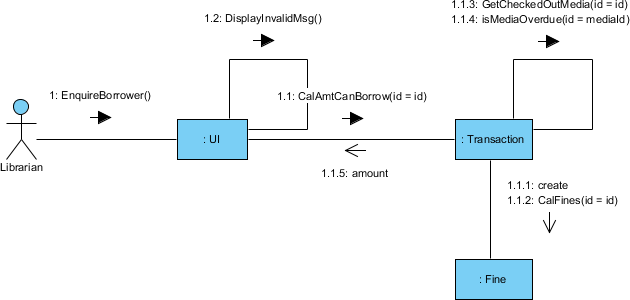 1.2: DisplayInvalidMsg()
1.1.3: GetCheckedOutMedia(id = id)
1.1.4: isMediaOverdue(id = mediaId)
1: EnquireBorrower()
1.1: CalAmtCanBorrow(id = id)
: UI
: Transaction
Librarian
1.1.5: amount
1.1.1: create
1.1.2: CalFines(id = id)
: Fine